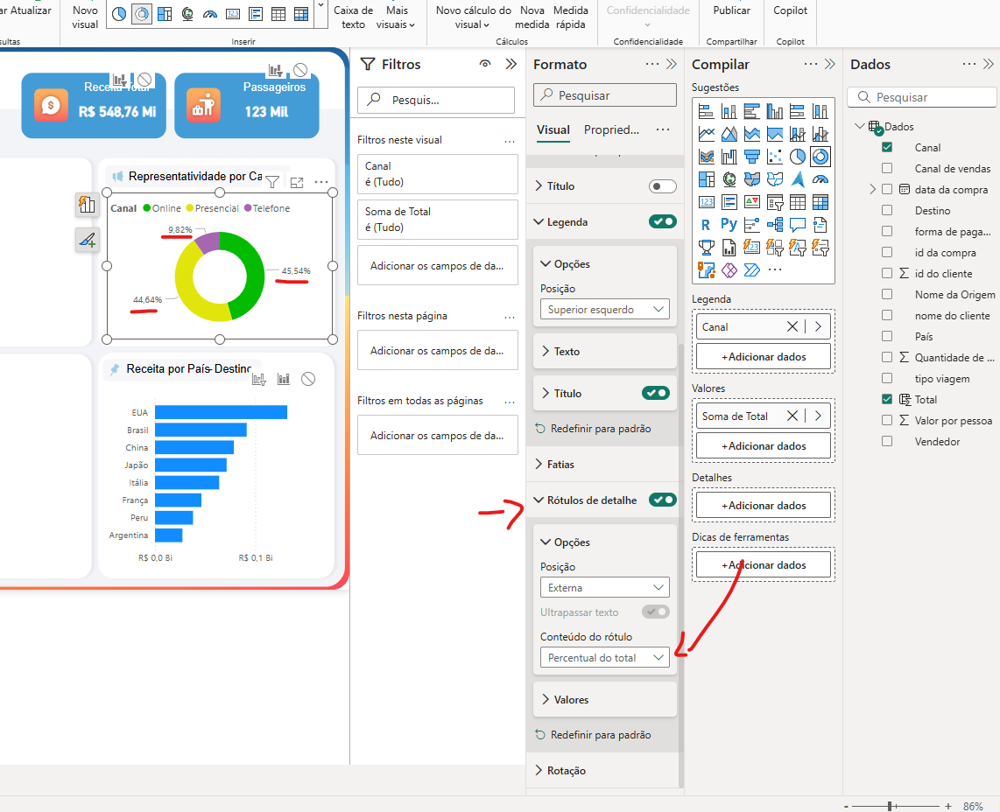 ar Atualizar
sultas
Novo
visual
Caixa de
texto
Mais
visuais
Inserir
Novo cálculo do
visual
Nova
medida
Medida
rápida
Cálculos
Confidencialidade
Confidencialidade
Publicar
Compartilhar
Copilot
Copilot
Receita Total
R$ 548,76 Mi
Passageiros
123 Mil
Representatividade por Ca
Canal Online Presencial Telefone
9,82%
45,54%
44,64%
Receita por País-Destino
EUA
Brasil
China
Japão
Itália
França
Peru
Argentina
R$ 0,0 Bi R$ 0,1 Bi
Filtros
Pesquis...
Filtros neste visual ...
Canal
é (Tudo)
Soma de Total
é (Tudo)
Adicionar os campos de da...
Filtros nesta página ...
Adicionar os campos de da...
Filtros em todas as páginas ...
Adicionar os campos de da...
Formato ...
Pesquisar
Visual Propried... ...
Título
Legenda
Opções
Posição
Superior esquerdo
Texto
Título
Redefinir para padrão
Fatias
Rótulos de detalhe
Opções
Posição
Externa
Ultrapassar texto
Conteúdo do rótulo
Percentual do total
Valores
Redefinir para padrão
Rotação
Compilar ...
Sugestões
123
R Py
123
...
Legenda
Canal
+Adicionar dados
Valores
Soma de Total
+Adicionar dados
Detalhes
+Adicionar dados
Dicas de ferramentas
+Adicionar dados
Dados ...
Pesquisar
Dados
Canal
Canal de vendas
data da compra
Destino
forma de paga...
id da compra
id do cliente
Nome da Origem
nome do cliente
País
Quantidade de ...
tipo viagem
Total
Valor por pessoa
Vendedor
- + 86%